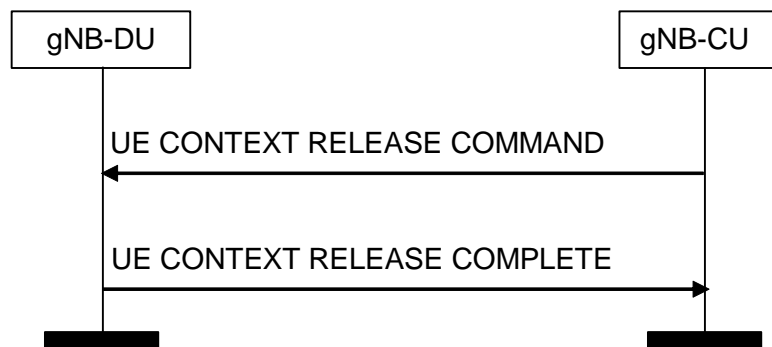 gNB-DU
gNB-CU
UE CONTEXT RELEASE COMMAND
UE CONTEXT RELEASE COMPLETE